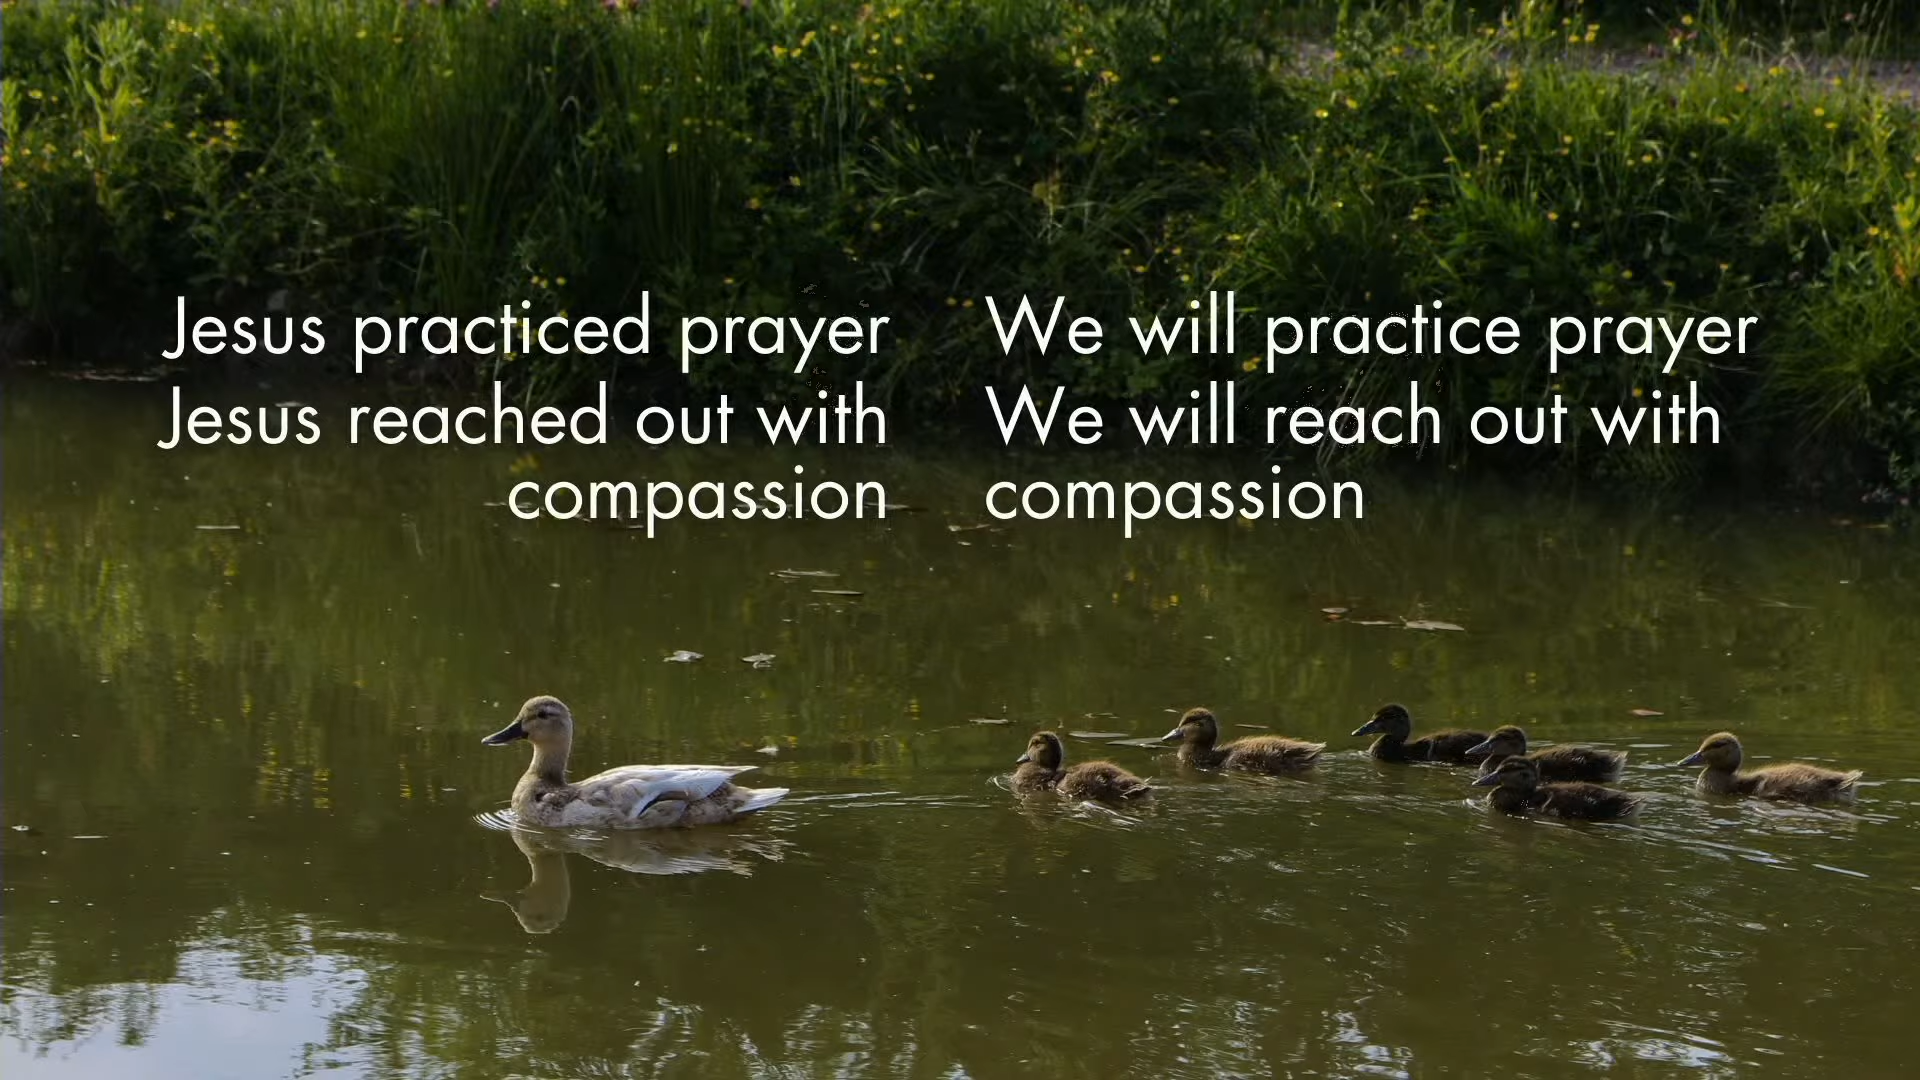 Jesus practiced prayer
Jesus reached out with
compassion
We will practice prayer
We will reach out with
compassion